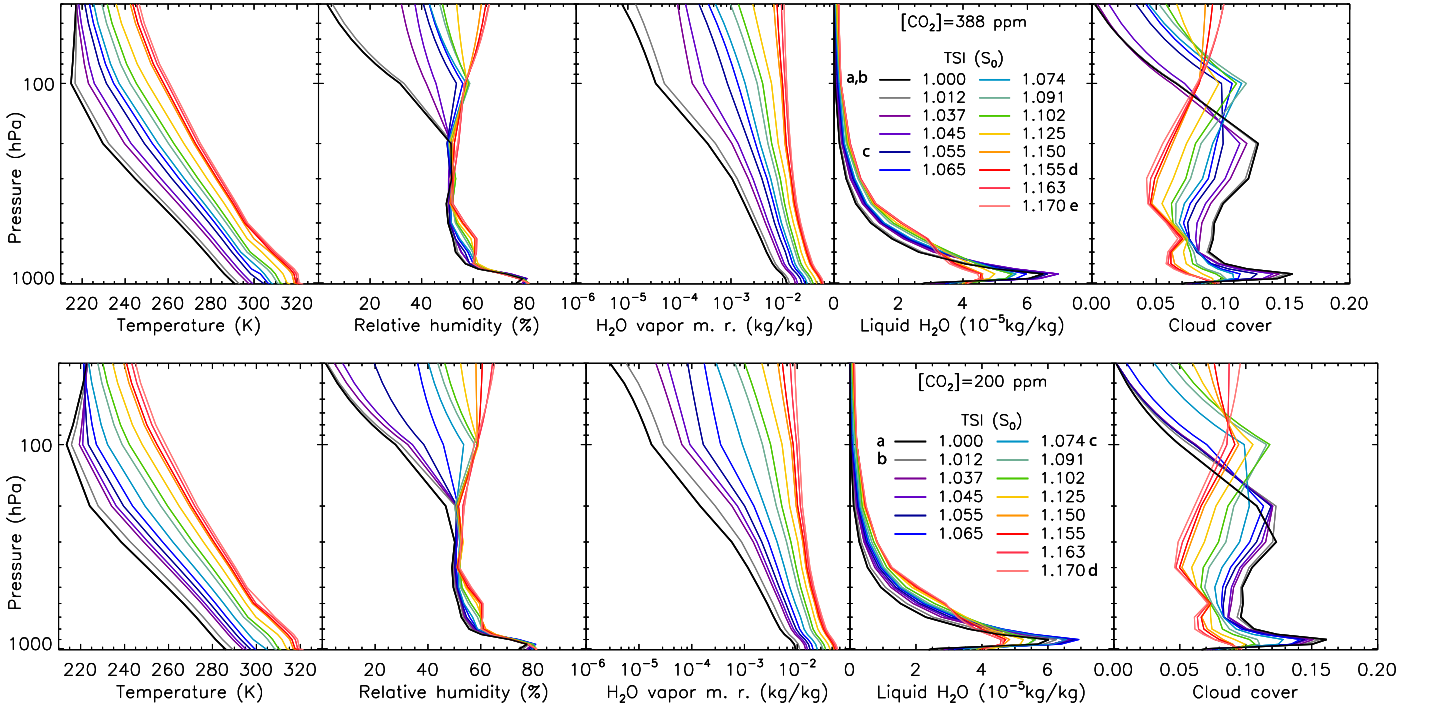 [CO2]=388 ppm
TSI (S0)
a,b 1.000 1.074
1.012 1.091
1.037 1.102
1.045 1.125
c 1.055 1.150
1.065 1.155 d
1.163
1.170 e
Pressure (hPa)
100
1000
220 240 260 280 300 320
Temperature (K)
20 40 60 80
Relative humidity (%)
10-6 10-5 10-4 10-3 10-2
H2O vapor m. r. (kg/kg)
0 2 4 6
Liquid H2O (10-5kg/kg)
0.00 0.05 0.10 0.15 0.20
Cloud cover
[CO2]=200 ppm
TSI (S0)
a 1.000 1.074 c
b 1.012 1.091
1.037 1.102
1.045 1.125
1.055 1.150
1.065 1.155
1.163
1.170 d
Pressure (hPa)
100
1000
220 240 260 280 300 320
Temperature (K)
20 40 60 80
Relative humidity (%)
10-6 10-5 10-4 10-3 10-2
H2O vapor m. r. (kg/kg)
0 2 4 6
Liquid H2O (10-5kg/kg)
0.00 0.05 0.10 0.15 0.20
Cloud cover